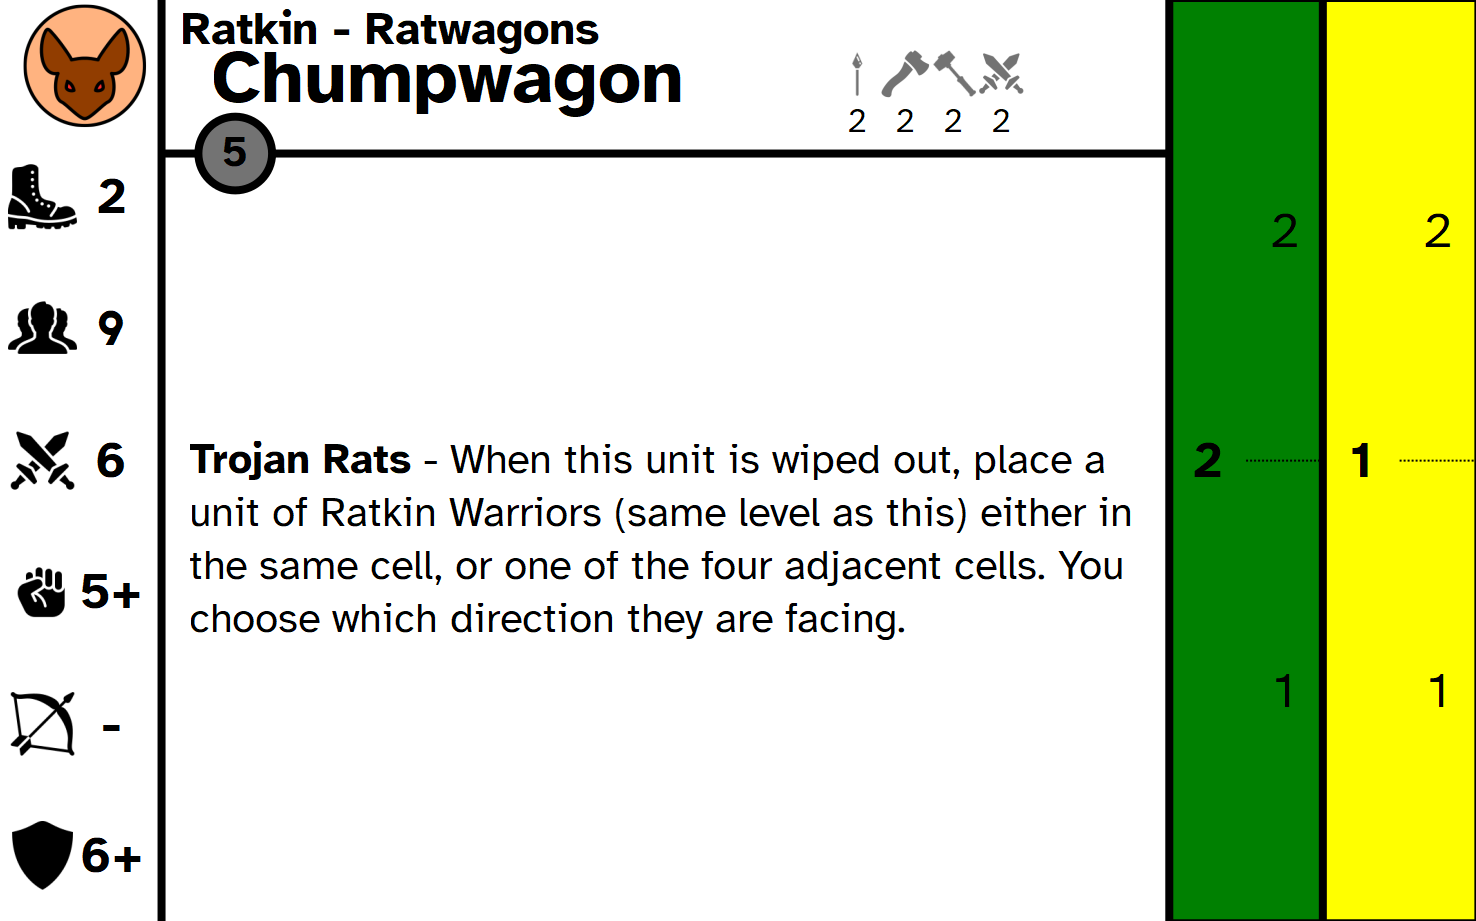 Ratkin - Ratwagons
Chumpwagon
2 2 2 2
5
2
9
6
5+
-
6+
Trojan Rats - When this unit is wiped out, place a
unit of Ratkin Warriors (same level as this) either in
the same cell, or one of the four adjacent cells. You
choose which direction they are facing.
2 2
2 1
1 1